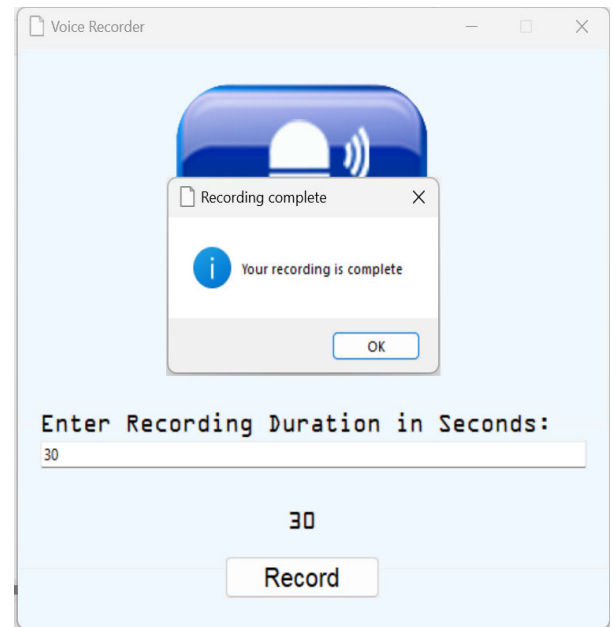 Voice Recorder
Recording complete
i
Your recording is complete
OK
Enter Recording Duration in Seconds:
30
30
Record